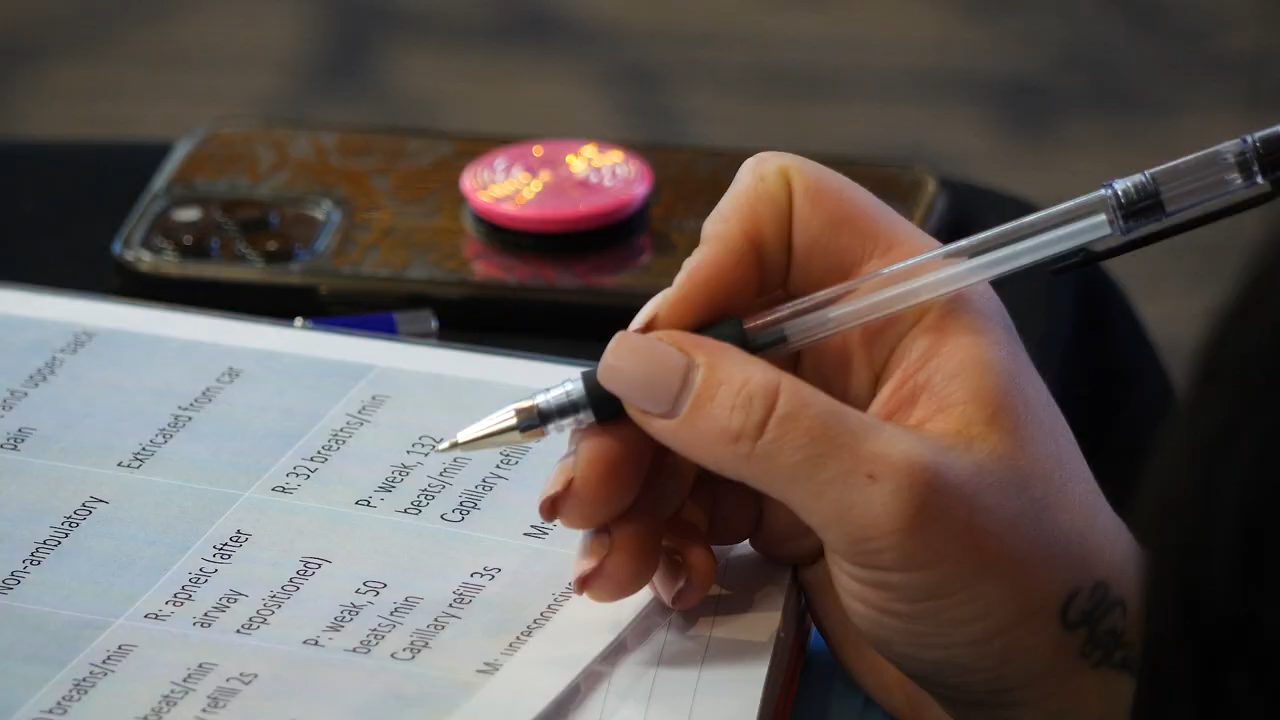 and upper back
pain
Extricated from car
R: 32 breaths/min
P: weak, 132
beats/min
Capillary refill
M:
Non-ambulatory
R: apneic (after
airway
repositioned)
P: weak, 50
beats/min
Capillary refill 3s
M: unresponsive
breaths/min
beats/min
refill 2s